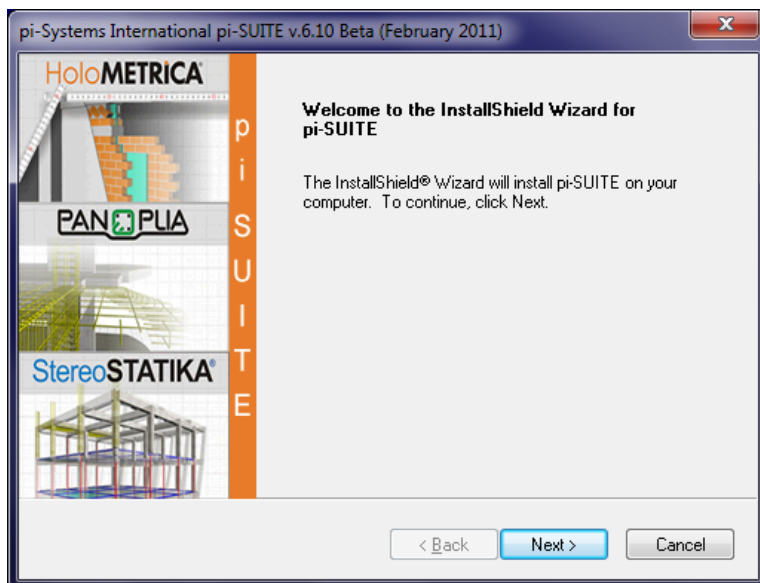 pi-Systems International pi-SUITE v.6.10 Beta (February 2011)
HoloMETRICA
PANOPLIA
StereoSTATIKA®
pi SUITE
Welcome to the InstallShield Wizard for
pi-SUITE
The InstallShield® Wizard will install pi-SUITE on your
computer. To continue, click Next.
< Back
Next >
Cancel